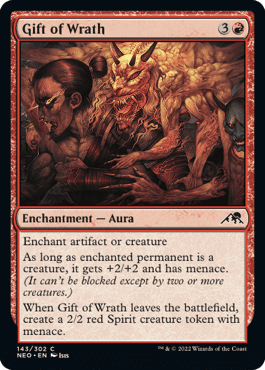 Gift of Wrath 3
Enchantment — Aura
Enchant artifact or creature
As long as enchanted permanent is a
creature, it gets +2/+2 and has menace.
(It can't be blocked except by two or more
creatures.)
When Gift of Wrath leaves the battlefield,
create a 2/2 red Spirit creature token with
menace.
143/302 C
NEO • EN Isis ™ & © 2022 Wizards of the Coast